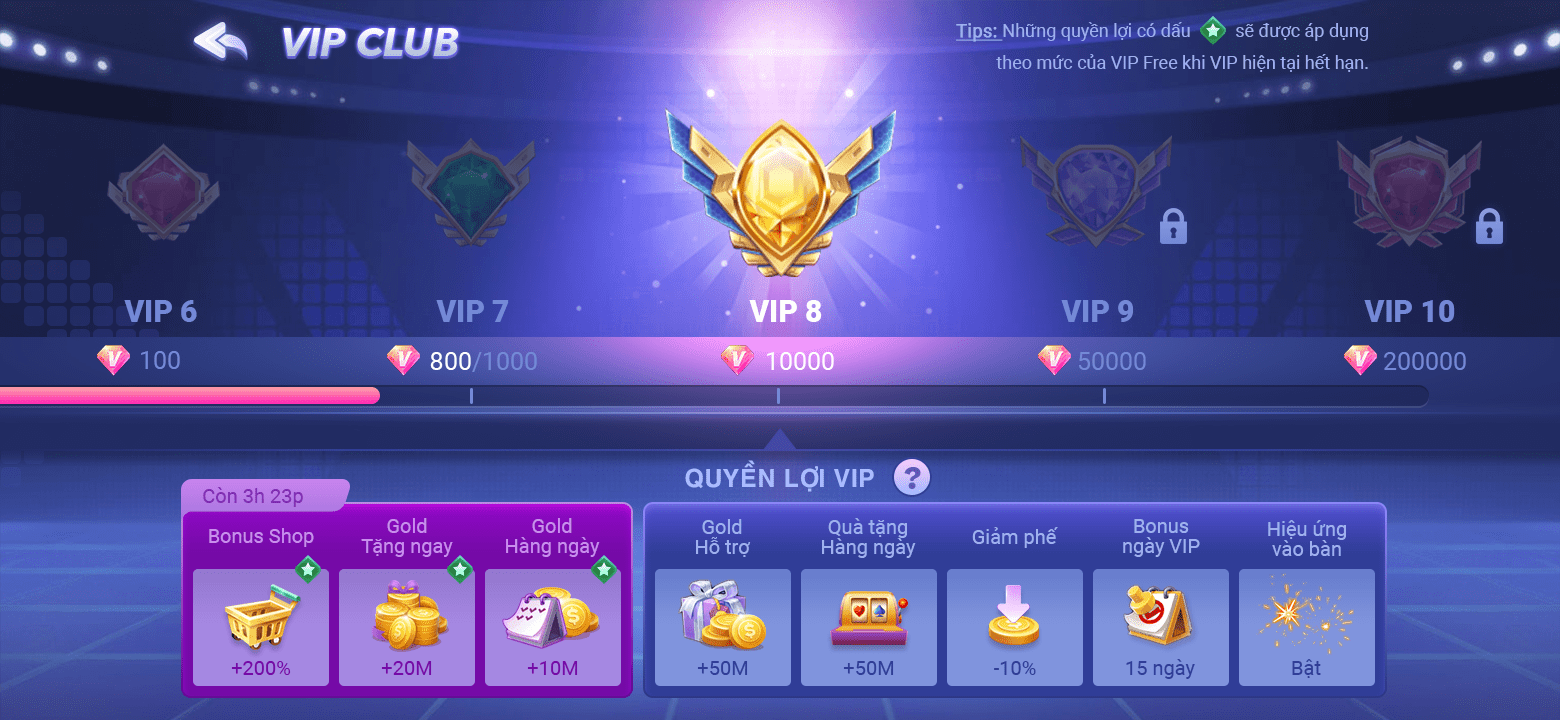 VIP CLUB
Tips: Những quyền lợi có dấu sẽ được áp dụng
theo mức của VIP Free khi VIP hiện tại hết hạn.
VIP 6
VIP 7
VIP 8
VIP 9
VIP 10
V 100
V 800/1000
V 10000
V 50000
V 200000
QUYỀN LỢI VIP ?
Còn 3h 23p
Bonus Shop
+200%
Gold
Tặng ngay
+20M
Gold
Hàng ngày
+10M
Gold
Hỗ trợ
+50M
Quà tặng
Hàng ngày
+50M
Giảm phế
-10%
Bonus
ngày VIP
15 ngày
Hiệu ứng
vào bàn
Bật